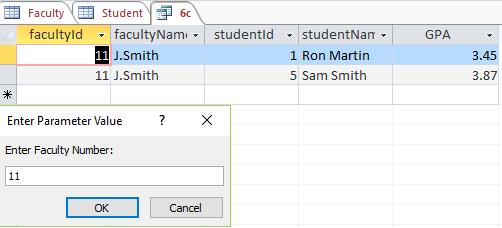 Faculty Student 6c
facultyId facultyName studentId studentNam GPA
11 J.Smith 1 Ron Martin 3.45
11 J.Smith 5 Sam Smith 3.87
*
Enter Parameter Value ? ×
Enter Faculty Number:
11
OK Cancel